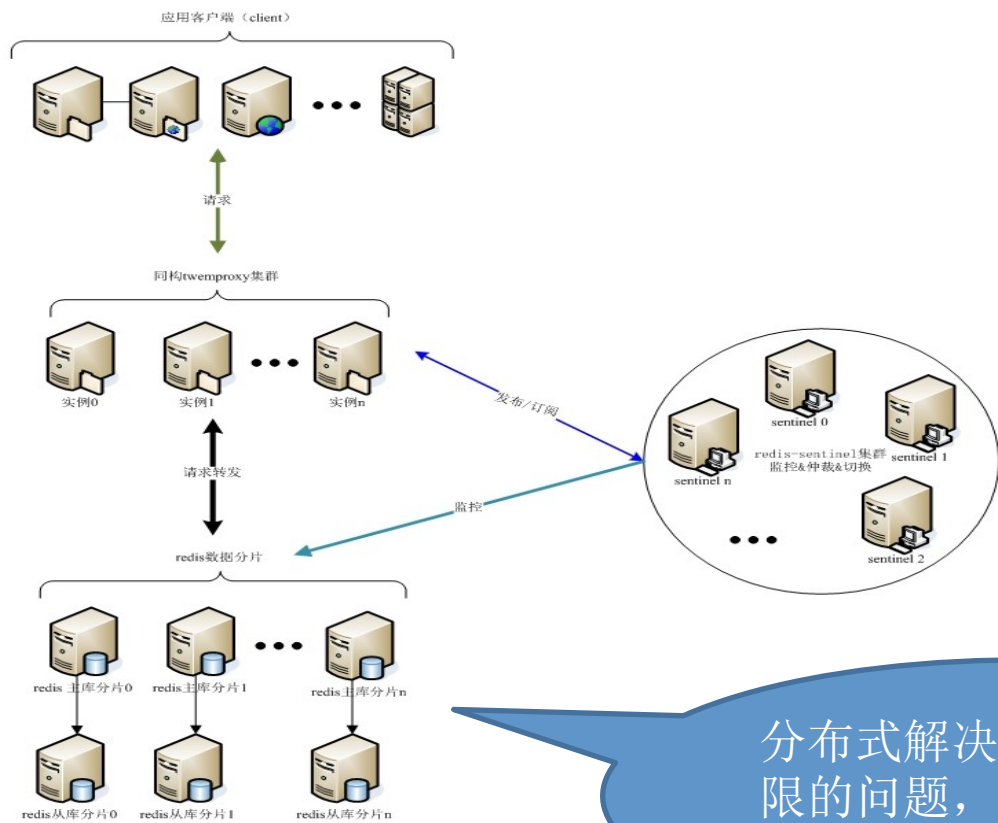 应用客户端（client）
请求
同构twemproxy集群
实例0
实例1
实例n
发布/订阅
sentinel 0
sentinel n
redis-sentinel集群
监控&仲裁&切换
sentinel 1
sentinel 2
请求转发
监控
redis数据分片
redis 主库分片0
redis主库分片1
redis主库分片n
redis从库分片0
redis从库分片1
redis从库分片n
分布式解决
限的问题，